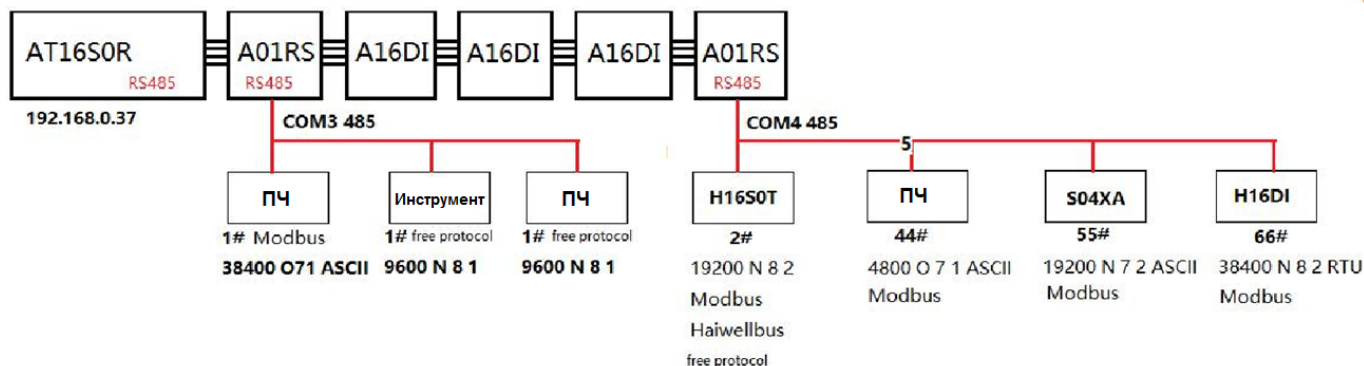 AT16S0R
RS485
A01RS
RS485
A16DI
A16DI
A16DI
A01RS
RS485
192.168.0.37
COM3 485
COM4 485
5
ПЧ
Инструмент
ПЧ
H16S0T
ПЧ
S04XA
H16DI
1# Modbus
38400 O71 ASCII
1# free protocol
9600 N 8 1
1# free protocol
9600 N 8 1
2#
19200 N 8 2
Modbus
Haiwellbus
free protocol
44#
4800 O 7 1 ASCII
Modbus
55#
19200 N 7 2 ASCII
Modbus
66#
38400 N 8 2 RTU
Modbus